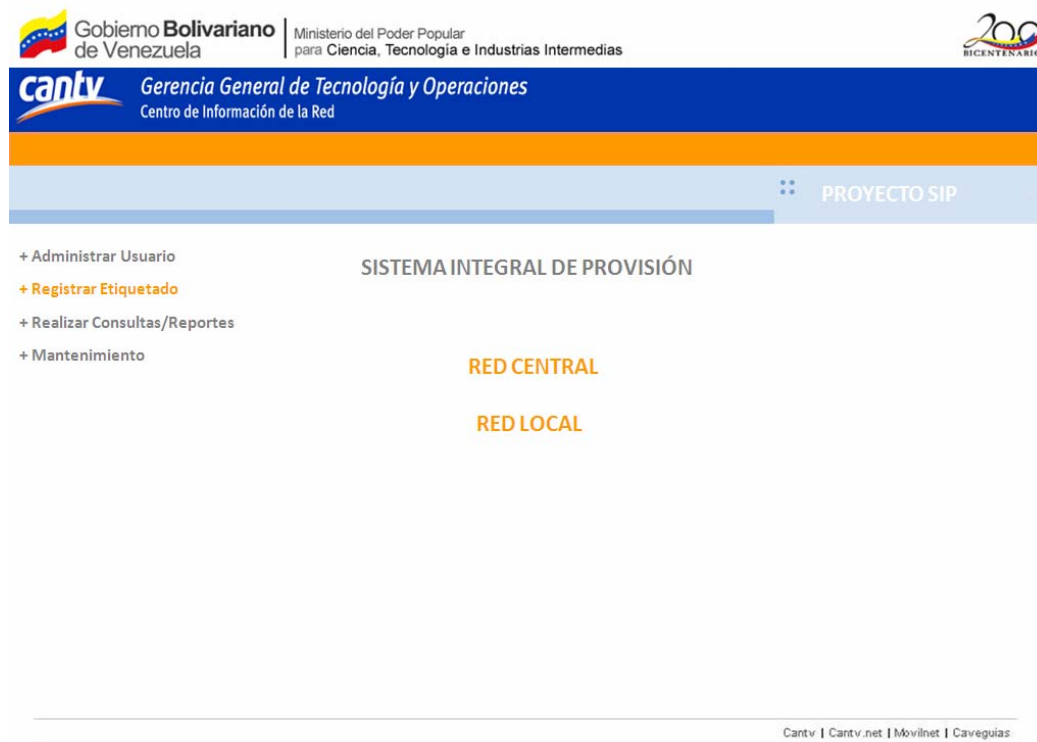 Gobierno Bolivariano
de Venezuela
Ministerio del Poder Popular
para Ciencia, Tecnología e Industrias Intermedias
200
BICENTENARIO
cantv
Gerencia General de Tecnología y Operaciones
Centro de Información de la Red
PROYECTO SIP
+ Administrar Usuario
+ Registrar Etiquetado
+ Realizar Consultas/Reportes
+ Mantenimiento
SISTEMA INTEGRAL DE PROVISIÓN
RED CENTRAL
RED LOCAL
Cantv | Cantv.net | Movilnet | Caveguias